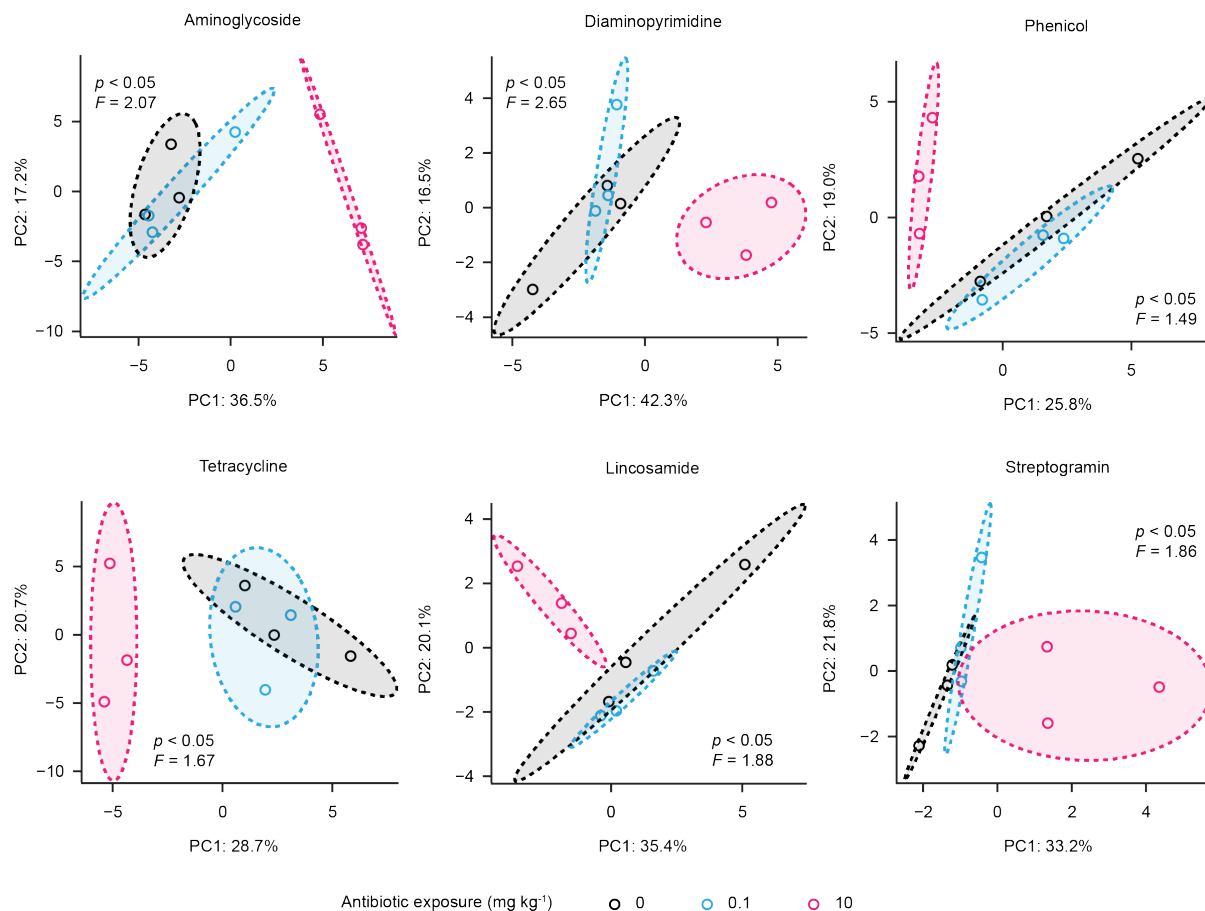 Aminoglycoside
p < 0.05
F = 2.07
5
0
−5
−10
PC2: 17.2%
−5
0
5
PC1: 36.5%
Diaminopyrimidine
p < 0.05
F = 2.65
4
2
0
−2
−4
PC2: 16.5%
−5
0
5
PC1: 42.3%
Phenicol
5
0
−5
PC2: 19.0%
p < 0.05
F = 1.49
0
5
PC1: 25.8%
Tetracycline
5
0
−5
−10
PC2: 20.7%
p < 0.05
F = 1.67
−5
0
5
PC1: 28.7%
Lincosamide
4
2
0
−2
−4
PC2: 20.1%
p < 0.05
F = 1.88
0
5
PC1: 35.4%
Streptogramin
p < 0.05
F = 1.86
4
2
0
−2
PC2: 21.8%
−2
0
2
4
PC1: 33.2%
Antibiotic exposure (mg kg⁻¹) 0 0.1 10